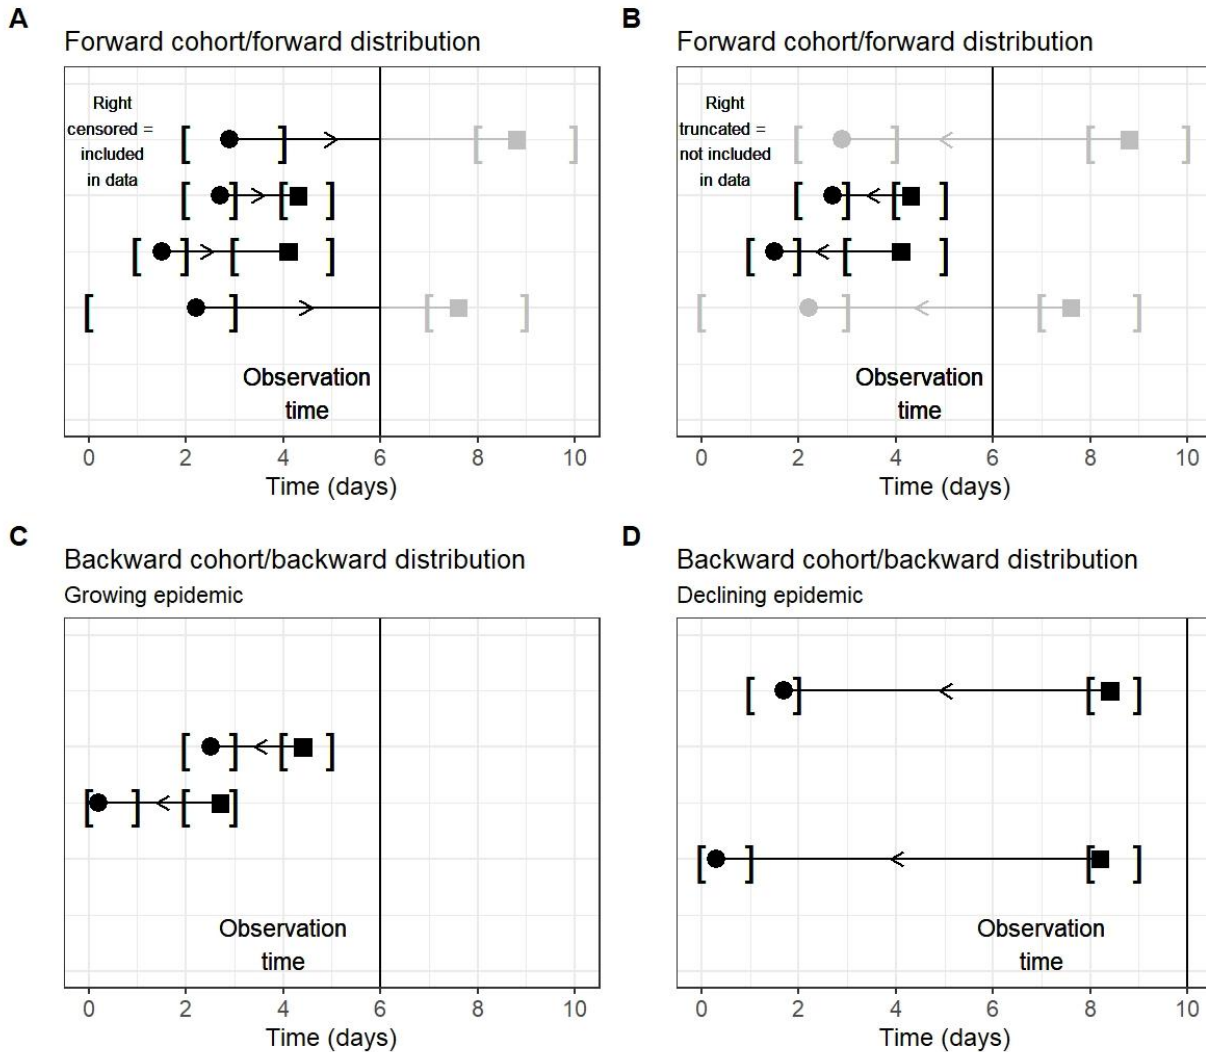 A
Forward cohort/forward distribution
Right
censored =
included
in data
[ ] [ ]
[ ] [ ]
[ ] [ ]
[ ] [ ]
Observation
time
0 2 4 6 8 10
Time (days)
B
Forward cohort/forward distribution
Right
truncated =
not included
in data
[ ] [ ]
[ ] [ ]
[ ] [ ]
[ ] [ ]
Observation
time
0 2 4 6 8 10
Time (days)
C
Backward cohort/backward distribution
Growing epidemic
[ ] [ ]
[ ] [ ]
Observation
time
0 2 4 6 8 10
Time (days)
D
Backward cohort/backward distribution
Declining epidemic
[ ] [ ]
[ ] [ ]
Observation
time
0 2 4 6 8 10
Time (days)